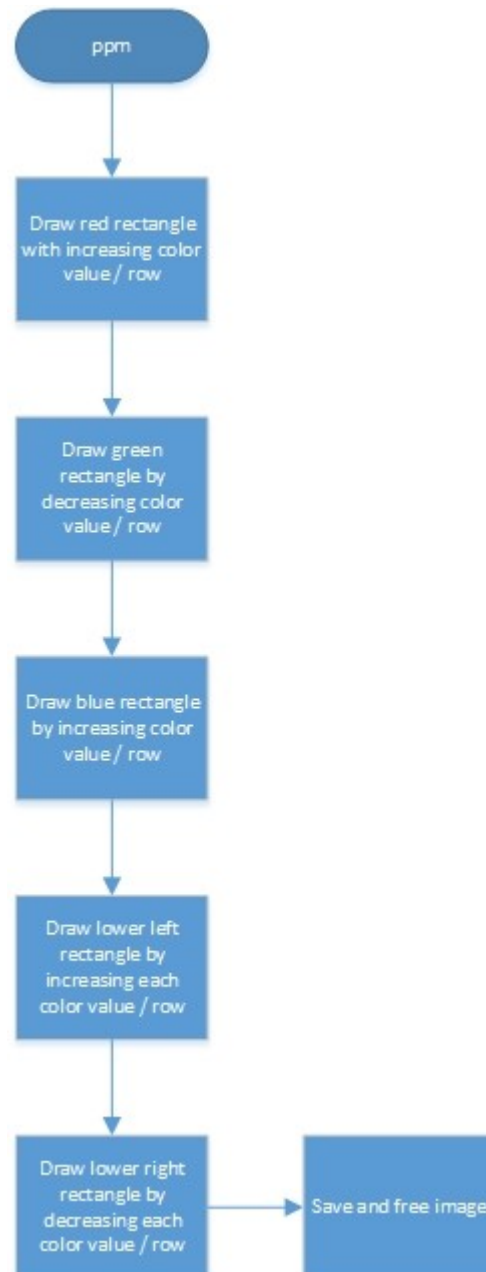 ppm
Draw red rectangle
with increasing color
value / row
Draw green
rectangle by
decreasing color
value / row
Draw blue rectangle
by increasing color
value / row
Draw lower left
rectangle by
increasing each
color value / row
Draw lower right
rectangle by
decreasing each
color value / row
Save and free image